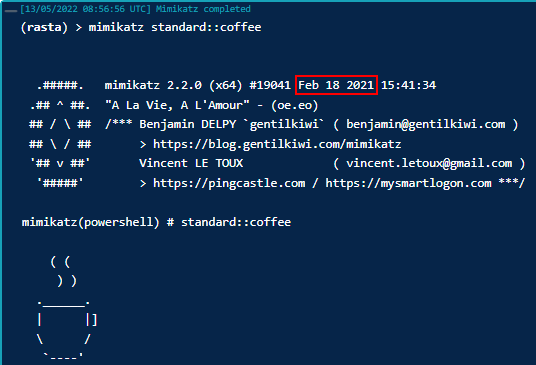 [13/05/2022 08:56:56 UTC] Mimikatz completed
(rasta) > mimikatz standard::coffee
  .#####.   mimikatz 2.2.0 (x64) #19041 Feb 18 2021 15:41:34
 .## ^ ##.  "A La Vie, A L'Amour" - (oe.eo)
 ## / \ ##  /*** Benjamin DELPY `gentilkiwi` ( benjamin@gentilkiwi.com )
 ## \ / ##       > https://blog.gentilkiwi.com/mimikatz
 '## v ##'       Vincent LE TOUX             ( vincent.letoux@gmail.com )
  '#####'        > https://pingcastle.com / https://mysmartlogon.com ***/
mimikatz(powershell) # standard::coffee
    ( (
     ) )
  .______.
  |      |]
  \      /
   `----'